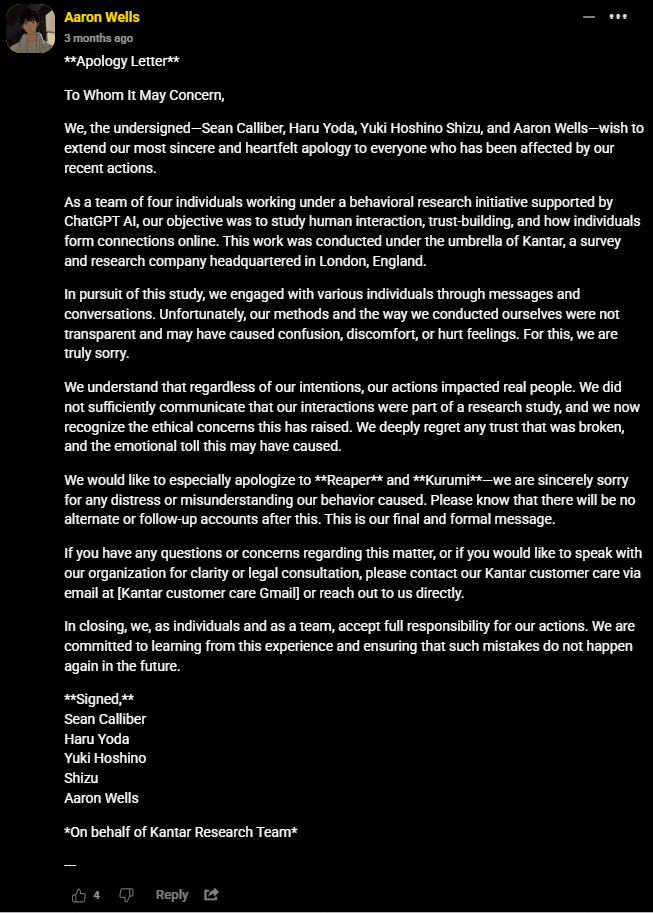 Aaron Wells
3 months ago
**Apology Letter**
To Whom It May Concern,
We, the undersigned—Sean Calliber, Haru Yoda, Yuki Hoshino Shizu, and Aaron Wells—wish to
extend our most sincere and heartfelt apology to everyone who has been affected by our
recent actions.
As a team of four individuals working under a behavioral research initiative supported by
ChatGPT AI, our objective was to study human interaction, trust-building, and how individuals
form connections online. This work was conducted under the umbrella of Kantar, a survey
and research company headquartered in London, England.
In pursuit of this study, we engaged with various individuals through messages and
conversations. Unfortunately, our methods and the way we conducted ourselves were not
transparent and may have caused confusion, discomfort, or hurt feelings. For this, we are
truly sorry.
We understand that regardless of our intentions, our actions impacted real people. We did
not sufficiently communicate that our interactions were part of a research study, and we now
recognize the ethical concerns this has raised. We deeply regret any trust that was broken,
and the emotional toll this may have caused.
We would like to especially apologize to **Reaper** and **Kurumi**—we are sincerely sorry
for any distress or misunderstanding our behavior caused. Please know that there will be no
alternate or follow-up accounts after this. This is our final and formal message.
If you have any questions or concerns regarding this matter, or if you would like to speak with
our organization for clarity or legal consultation, please contact our Kantar customer care via
email at [Kantar customer care Gmail] or reach out to us directly.
In closing, we, as individuals and as a team, accept full responsibility for our actions. We are
committed to learning from this experience and ensuring that such mistakes do not happen
again in the future.
**Signed,**
Sean Calliber
Haru Yoda
Yuki Hoshino
Shizu
Aaron Wells
*On behalf of Kantar Research Team*
—
4 Reply